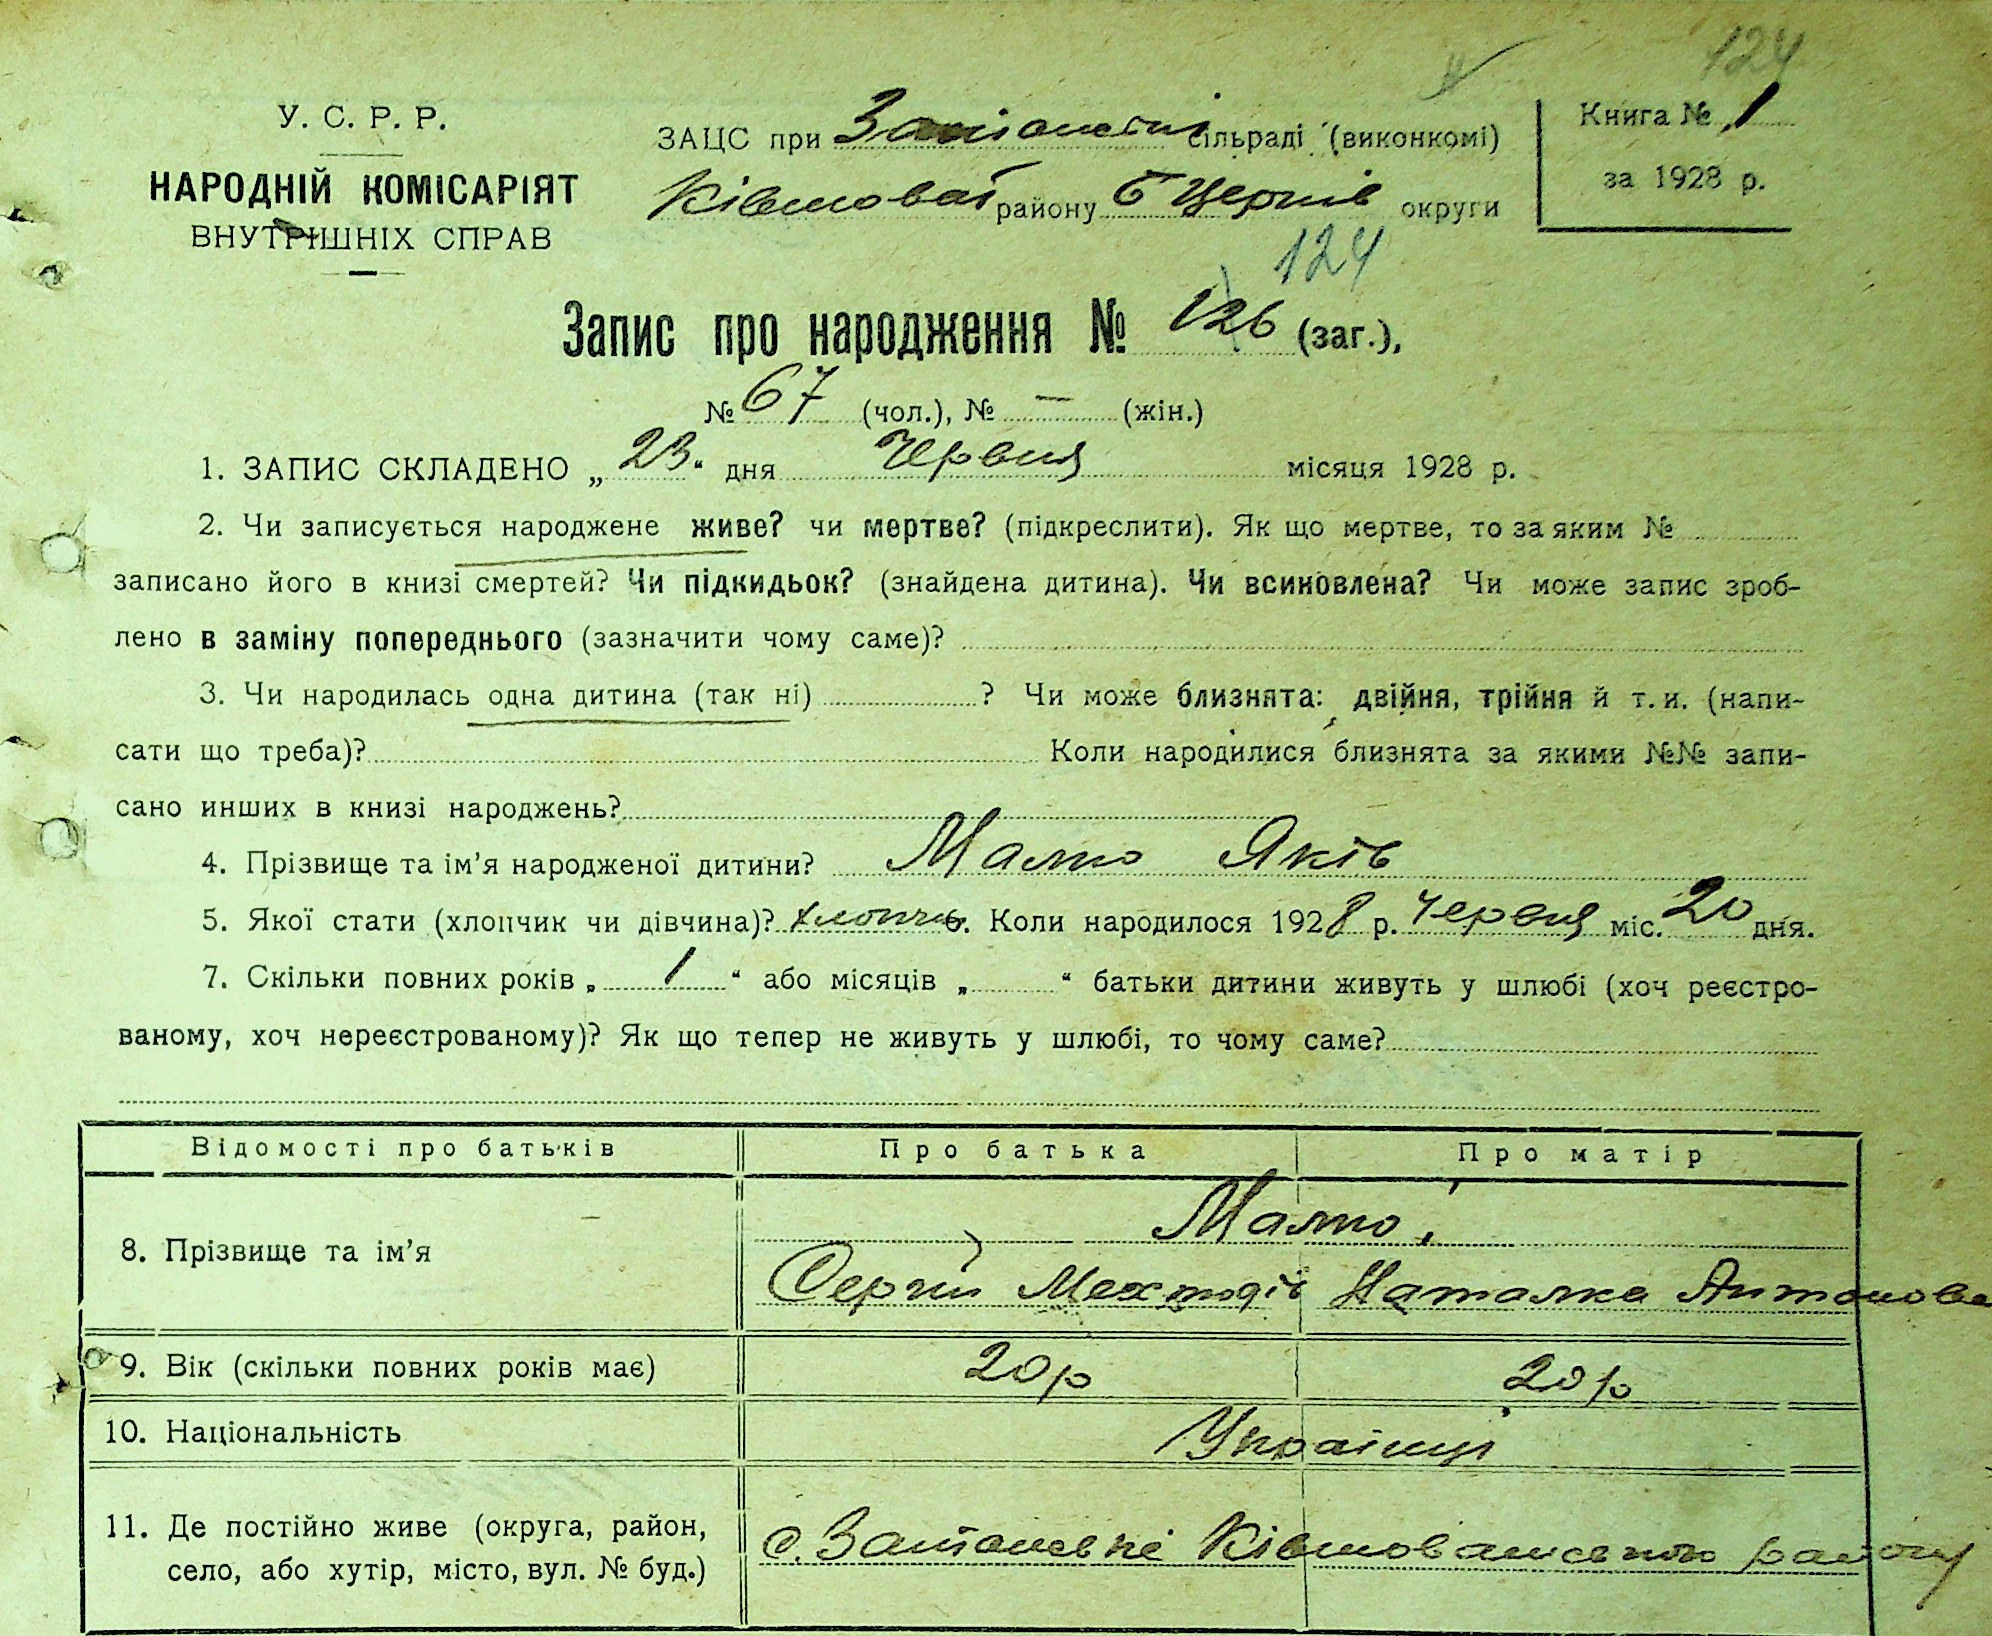 124
У. С. Р. Р.
НАРОДНІЙ КОМІСАРІЯТ
ВНУТРІШНІХ СПРАВ
ЗАЦС при сільраді (виконкомі)
Ківшоват району Б Церків округи
Книга № 1
за 1928 р.
124
Запис про народження № 126 (заг.),
№ 67 (чол.), № — (жін.)
1. ЗАПИС СКЛАДЕНО „ 23 “ дня Червня місяця 1928 р.
2. Чи записується народжене живе? чи мертве? (підкреслити). Як що мертве, то за яким №
записано його в книзі смертей? Чи підкидьок? (знайдена дитина). Чи всиновлена? Чи може запис зроб-
лено в заміну попереднього (зазначити чому саме)?
3. Чи народилась одна дитина (так ні) ? Чи може близнята: двійня, трійня й т. и. (напи-
сати що треба)? Коли народилися близнята за якими №№ запи-
сано инших в книзі народжень?
4. Прізвище та ім’я народженої дитини? Яків
5. Якої стати (хлопчик чи дівчина)? хлопч. Коли народилося 1928 р. Червня міс. 20 дня.
7. Скільки повних років „ 1 “ або місяців „ “ батьки дитини живуть у шлюбі (хоч реєстро-
ваному, хоч нереєстрованому)? Як що тепер не живуть у шлюбі, то чому саме?
Відомості про батьків Про батька Про матір
8. Прізвище та ім’я
Сергій Мехтодів Наталка Антонова
9. Вік (скільки повних років має) 20 р 20 р
10. Національність Українці
11. Де постійно живе (округа, район,
село, або хутір, місто, вул. № буд.)
с. Ківшованського району